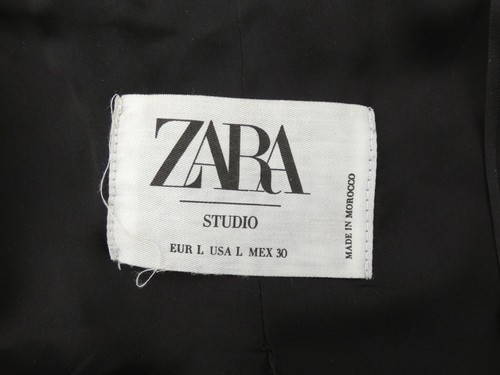 ZARA
STUDIO
EUR L USA L MEX 30
MADE IN MOROCCO